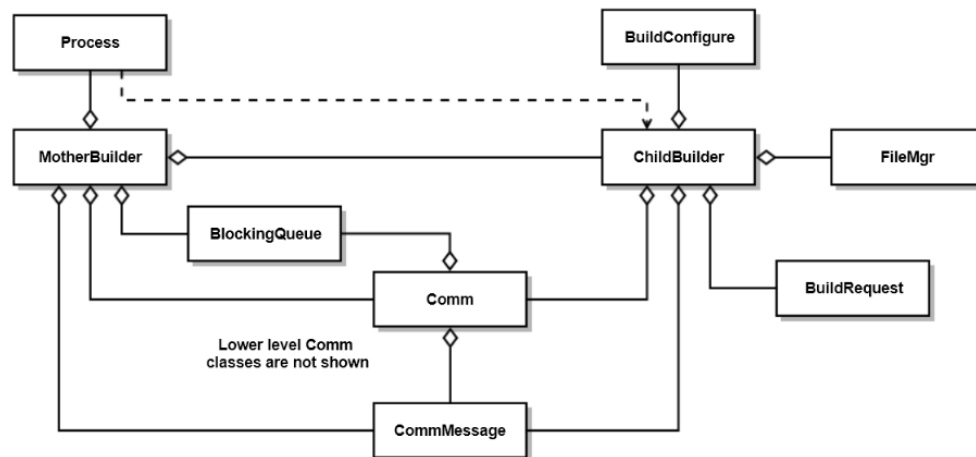 Process
BuildConfigure
MotherBuilder
ChildBuilder
FileMgr
BlockingQueue
Comm
BuildRequest
Lower level Comm
classes are not shown
CommMessage